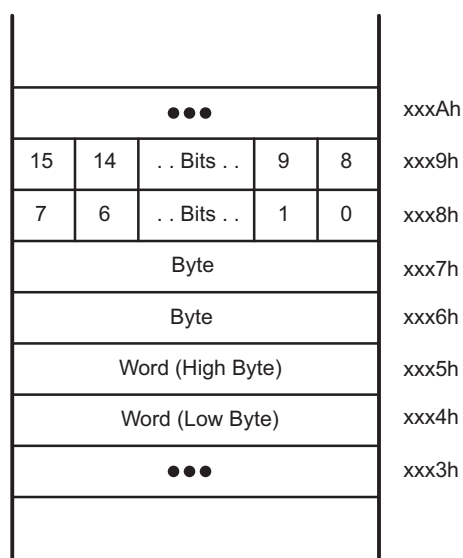 ●●● xxxAh
15 14 . . Bits . . 9 8 xxx9h
7 6 . . Bits . . 1 0 xxx8h
Byte xxx7h
Byte xxx6h
Word (High Byte) xxx5h
Word (Low Byte) xxx4h
●●● xxx3h